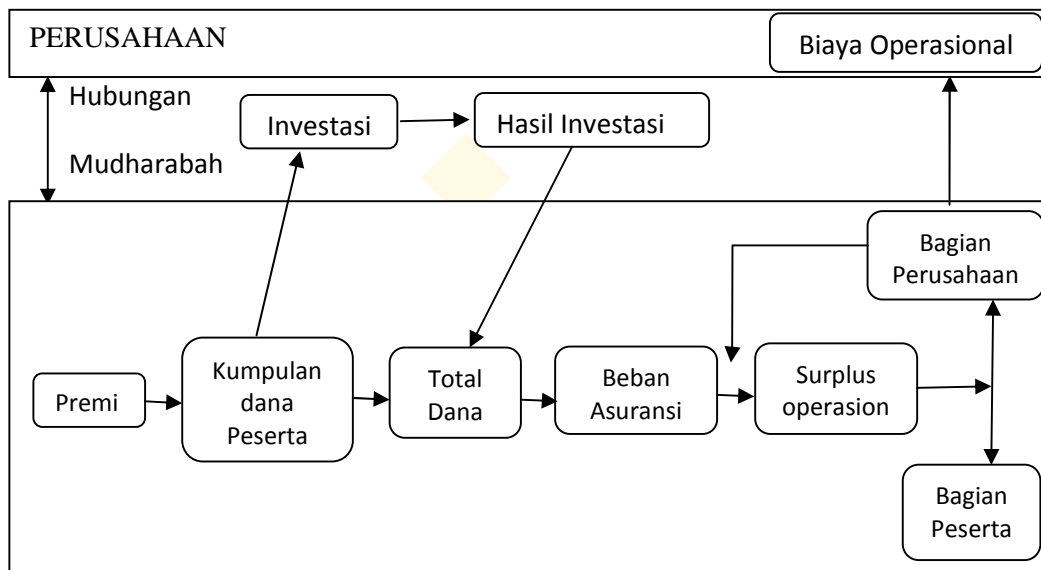 PERUSAHAAN
Biaya Operasional
Hubungan
Mudharabah
Investasi
Hasil Investasi
Bagian
Perusahaan
Premi
Kumpulan
dana
Peserta
Total
Dana
Beban
Asuransi
Surplus
operasion
Bagian
Peserta